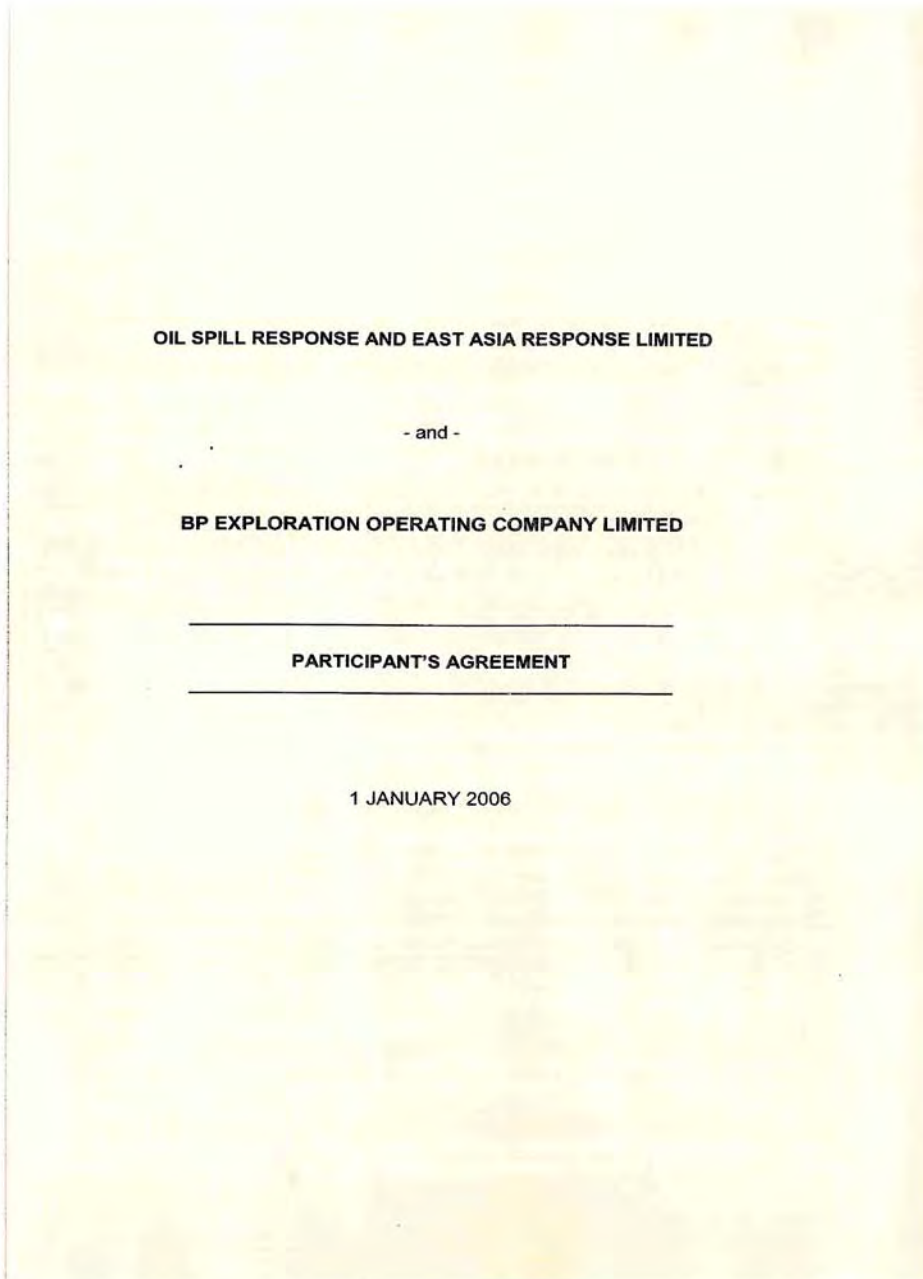 OIL SPILL RESPONSE AND EAST ASIA RESPONSE LIMITED
- and -
BP EXPLORATION OPERATING COMPANY LIMITED
PARTICIPANT'S AGREEMENT
1 JANUARY 2006